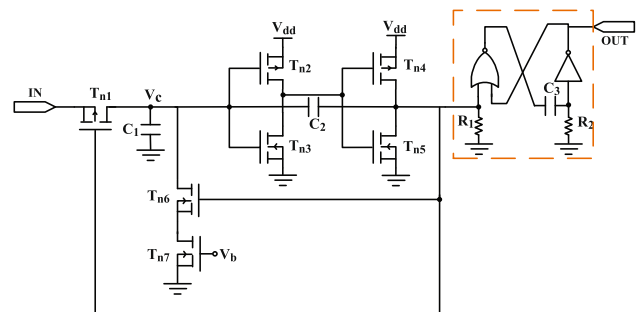 IN
Tn1
Vc
C1
Vdd
Tn2
Tn3
C2
Vdd
Tn4
Tn5
Tn6
Tn7
Vb
R1
C3
R2
OUT